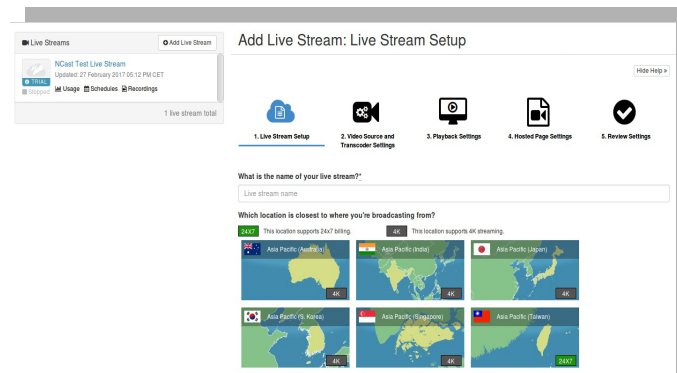 Live Streams
Add Live Stream
NCast Test Live Stream
Updated: 27 February 2017 05:12 PM CET
TRIAL
Stopped
Usage Schedules Recordings
1 live stream total
Add Live Stream: Live Stream Setup
Hide Help »
1. Live Stream Setup
2. Video Source and
Transcoder Settings
3. Playback Settings
4. Hosted Page Settings
5. Review Settings
What is the name of your live stream?*
Live stream name
Which location is closest to where you're broadcasting from?
24X7 This location supports 24x7 billing.
4K This location supports 4K streaming.
Asia Pacific (Australia)
4K
Asia Pacific (India)
4K
Asia Pacific (Japan)
4K
Asia Pacific (S. Korea)
4K
Asia Pacific (Singapore)
4K
Asia Pacific (Taiwan)
24X7